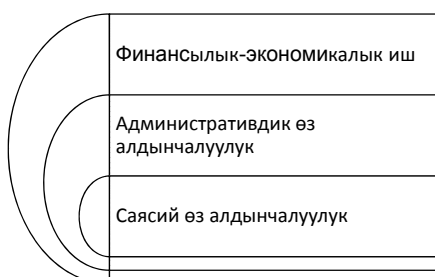 Финансылык-экономикалык иш
Административдик өз
алдынчалуулук
Саясий өз алдынчалуулук